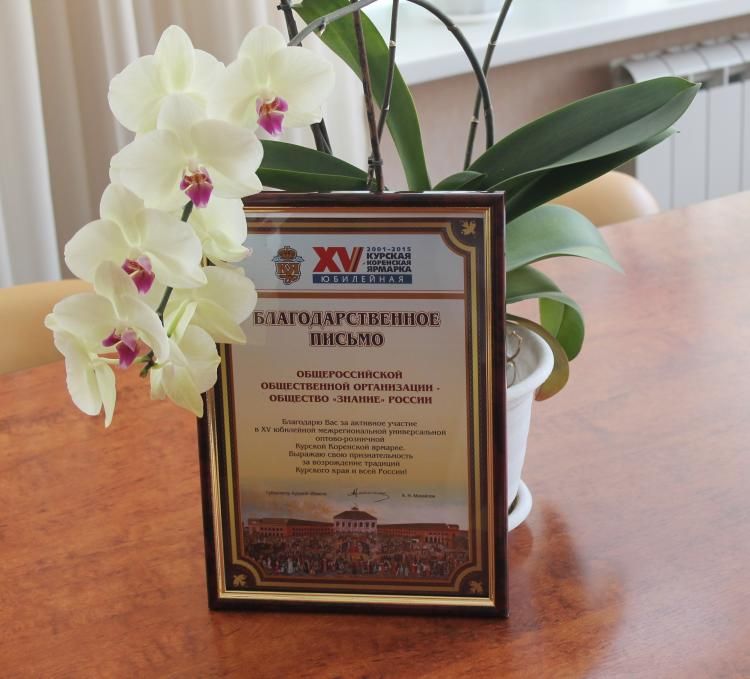 XV
2001-2015
КУРСКАЯ
КОРЕНСКАЯ
ЯРМАРКА
ЮБИЛЕЙНАЯ
БЛАГОДАРСТВЕННОЕ
ПИСЬМО
ОБЩЕРОССИЙСКОЙ
ОБЩЕСТВЕННОЙ ОРГАНИЗАЦИИ -
ОБЩЕСТВО «ЗНАНИЕ» РОССИИ
Благодарю Вас за активное участие
в XV юбилейной межрегиональной универсальной
оптово-розничной
Курской Коренской ярмарке.
Выражаю свою признательность
за возрождение традиций
Курского края и всей России!
Губернатор Курской области
А. Н. Михайлов